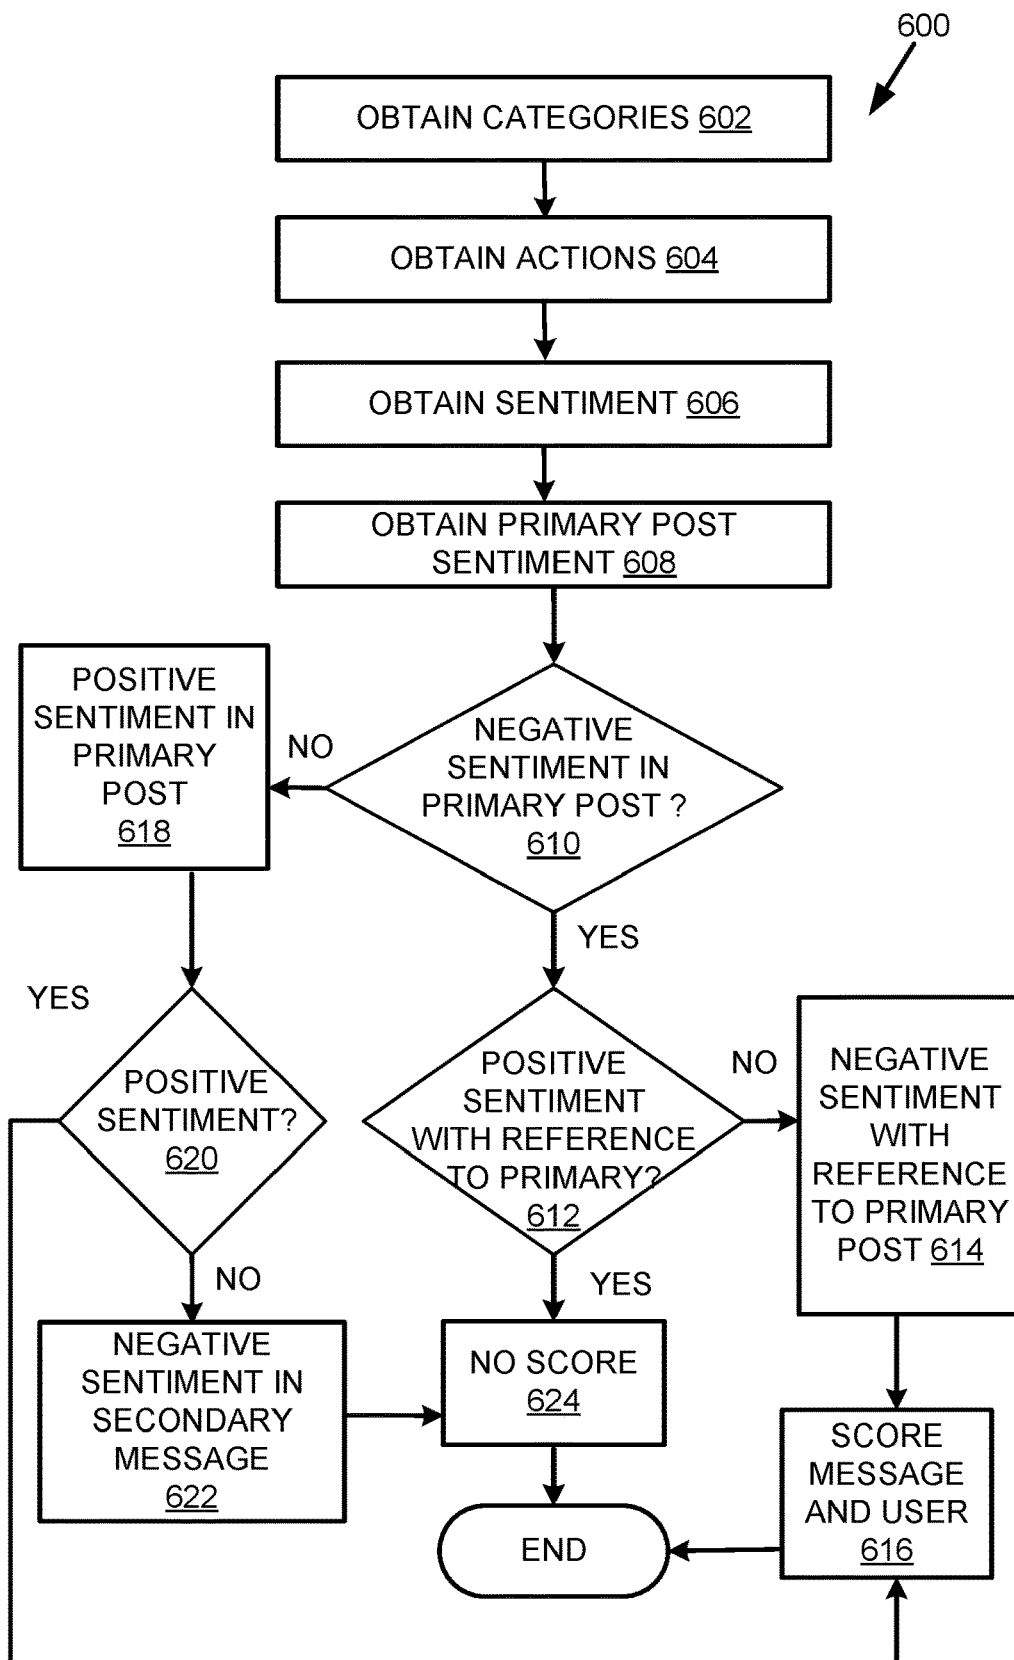 600
OBTAIN CATEGORIES 602
OBTAIN ACTIONS 604
OBTAIN SENTIMENT 606
OBTAIN PRIMARY POST
SENTIMENT 608
POSITIVE
SENTIMENT IN
PRIMARY
POST
618
NO
NEGATIVE
SENTIMENT IN
PRIMARY POST ?
610
YES
YES
POSITIVE
SENTIMENT?
620
POSITIVE
SENTIMENT
WITH REFERENCE
TO PRIMARY?
612
NO
NEGATIVE
SENTIMENT
WITH
REFERENCE
TO PRIMARY
POST 614
NO
YES
NEGATIVE
SENTIMENT IN
SECONDARY
MESSAGE
622
NO SCORE
624
SCORE
MESSAGE
AND USER
616
END